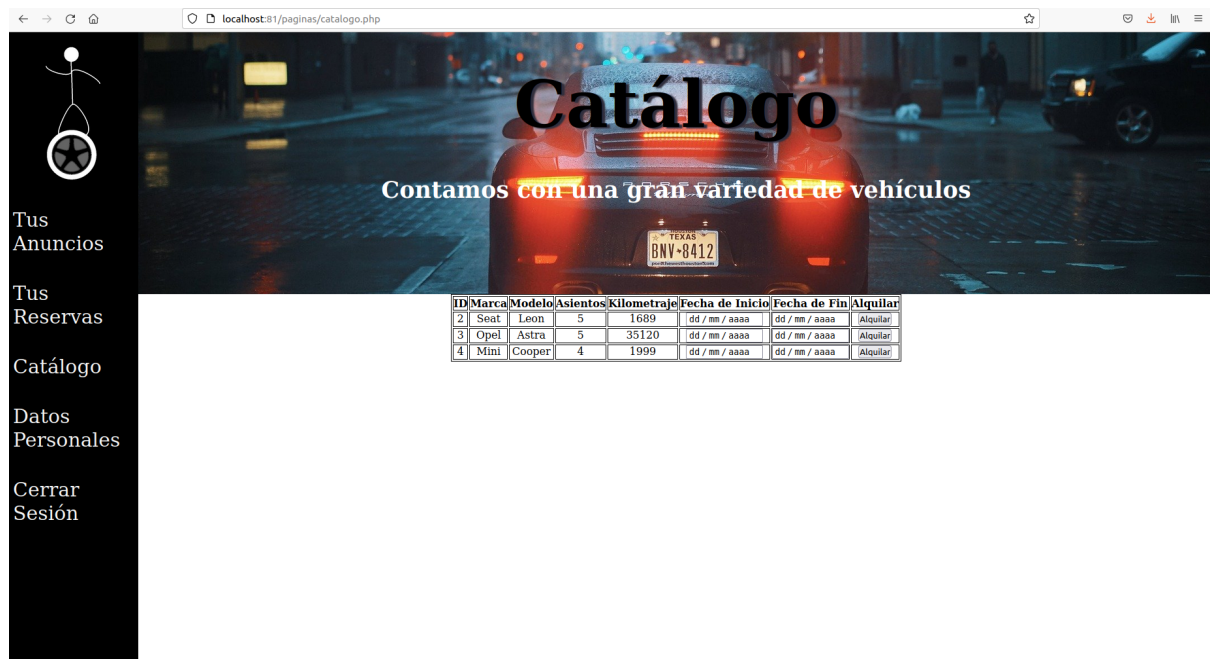 localhost:81/paginas/catalogo.php
Catálogo
Contamos con una gran variedad de vehículos
TEXAS
BNV 8412
Tus
Anuncios
Tus
Reservas
Catálogo
Datos
Personales
Cerrar
Sesión
ID Marca Modelo Asientos Kilometraje Fecha de Inicio Fecha de Fin Alquilar
2 Seat Leon 5 1689 dd / mm / aaaa dd / mm / aaaa Alquilar
3 Opel Astra 5 35120 dd / mm / aaaa dd / mm / aaaa Alquilar
4 Mini Cooper 4 1999 dd / mm / aaaa dd / mm / aaaa Alquilar